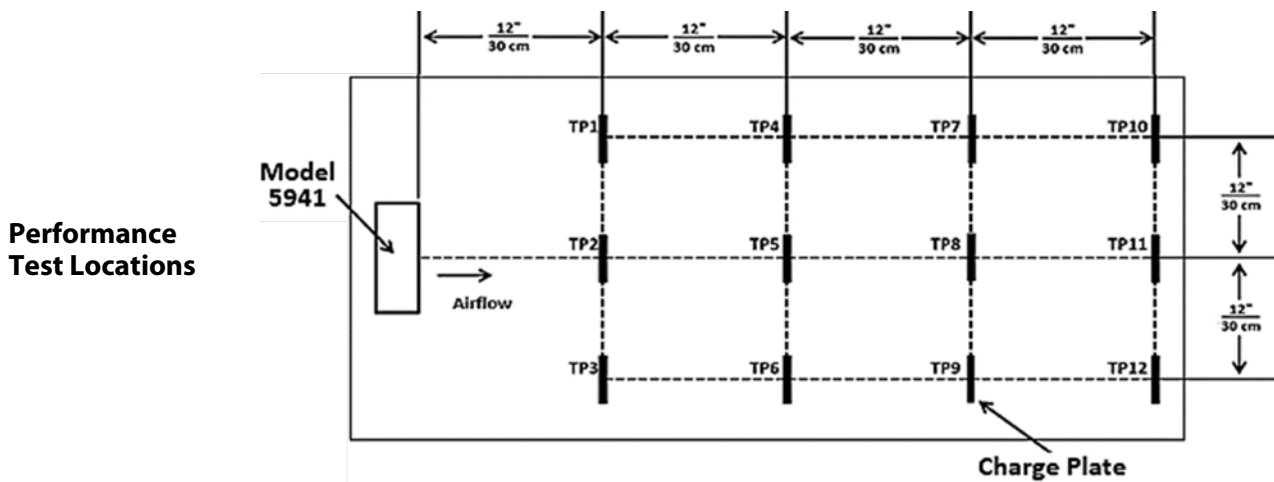 12"
30 cm
12"
30 cm
12"
30 cm
12"
30 cm
TP1
TP4
TP7
TP10
Model
5941
12"
30 cm
Performance
Test Locations
TP2
TP5
TP8
TP11
Airflow
12"
30 cm
TP3
TP6
TP9
TP12
Charge Plate